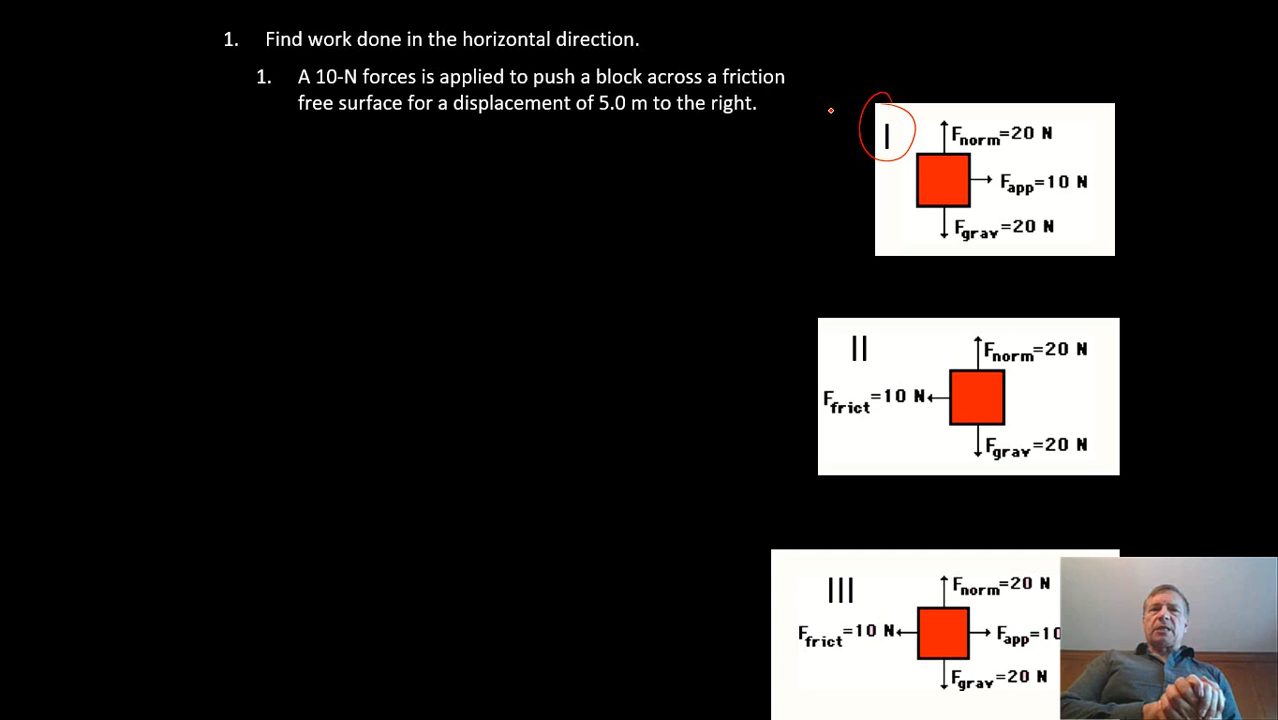 1. Find work done in the horizontal direction.
1. A 10-N forces is applied to push a block across a friction
free surface for a displacement of 5.0 m to the right.
I
Fnorm=20 N
Fapp=10 N
Fgrav=20 N
II
Fnorm=20 N
Ffrict=10 N
Fgrav=20 N
III
Fnorm=20 N
Ffrict=10 N
Fapp=10
Fgrav=20 N